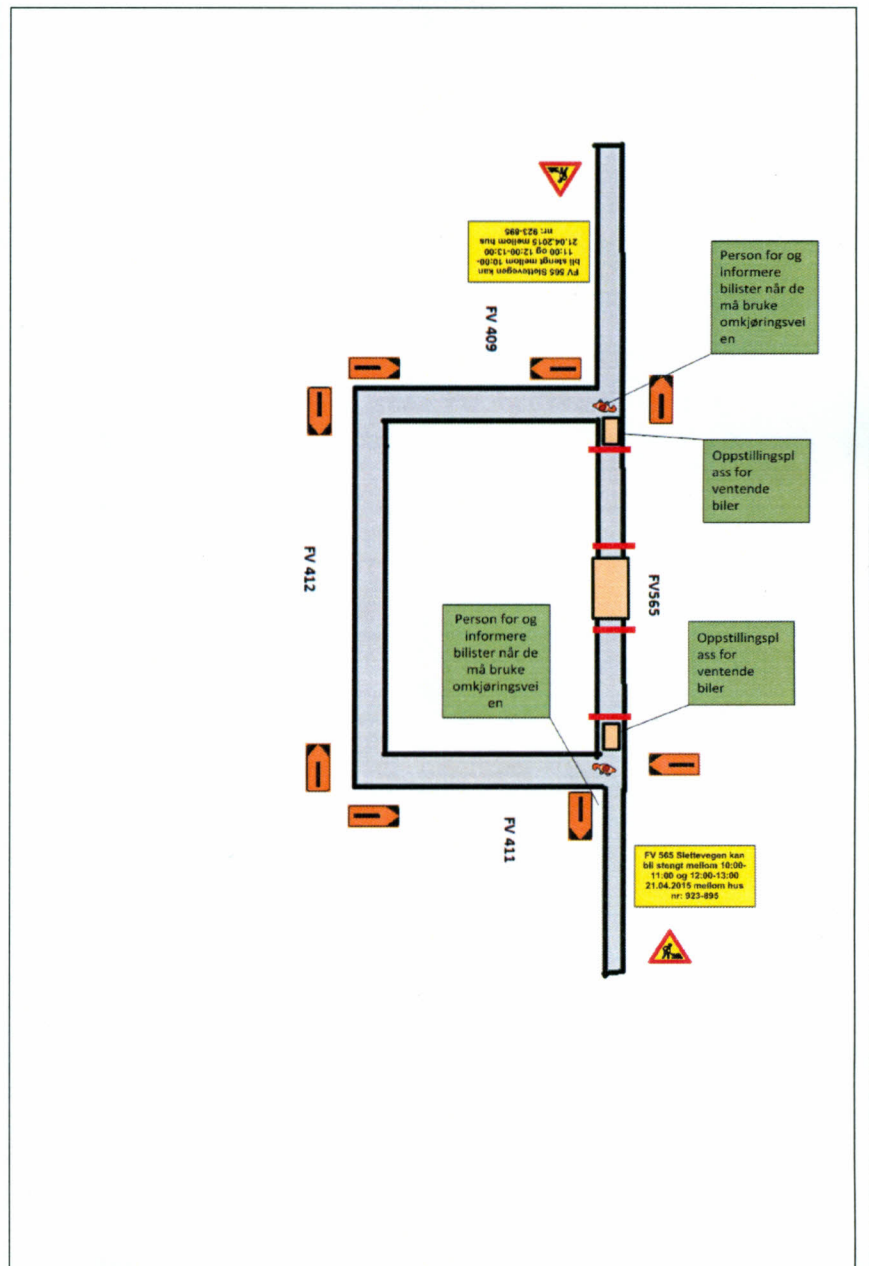 Person for og
informere
bilister når de
må bruke
omkjøringsvei
en
FV 565 Slettevegen kan
bli stengt mellom 10:00-
11:00 og 12:00-13:00
21.04.2015 mellom hus
nr: 923-895
FV 409
Oppstillingspl
ass for
ventende
biler
FV 412
FV565
Person for og
informere
bilister når de
må bruke
omkjøringsvei
en
Oppstillingspl
ass for
ventende
biler
FV 411
FV 565 Slettevegen kan
bli stengt mellom 10:00-
11:00 og 12:00-13:00
21.04.2015 mellom hus
nr: 923-895